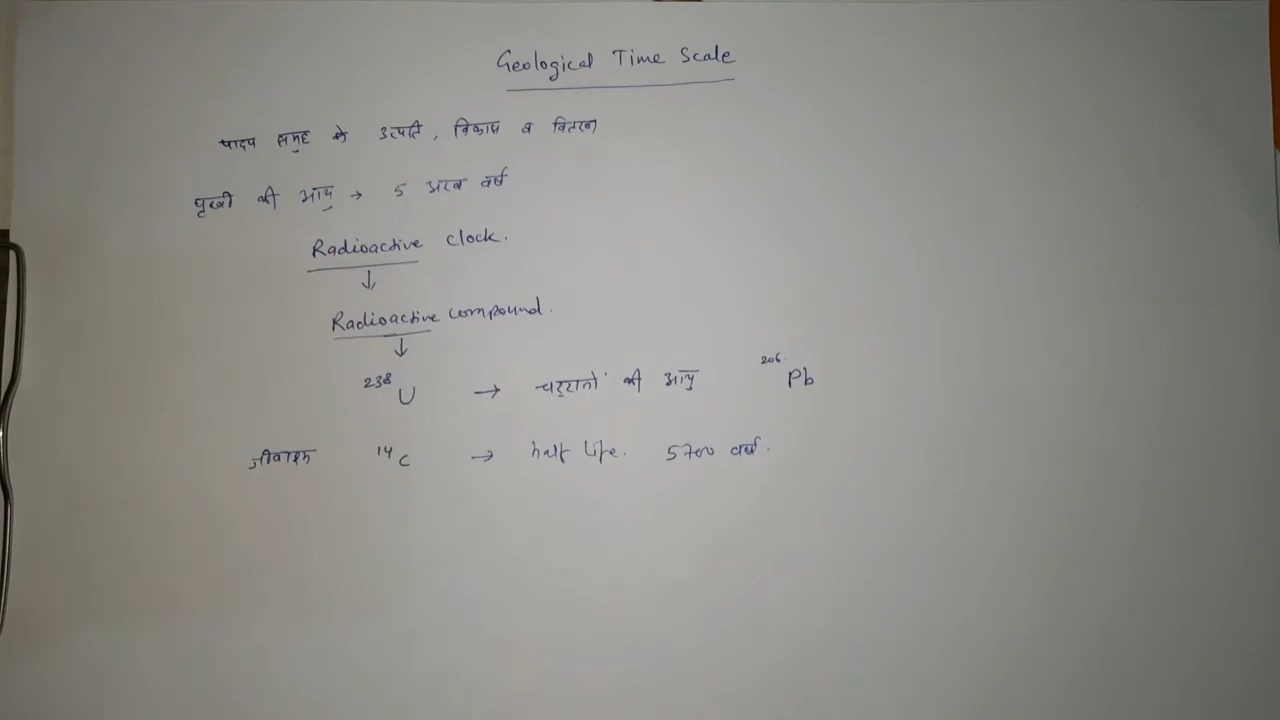 Geological Time Scale
पादप समुह के उत्पति, विकास व वितरण
पृथ्वी की आयु → 5 अरब वर्ष
Radioactive clock.
↓
Radioactive compound.
↓
²³⁸U → चट्टानों की आयु ²⁰⁶Pb
जीवाश्म ¹⁴C → half life. 5700 वर्ष.